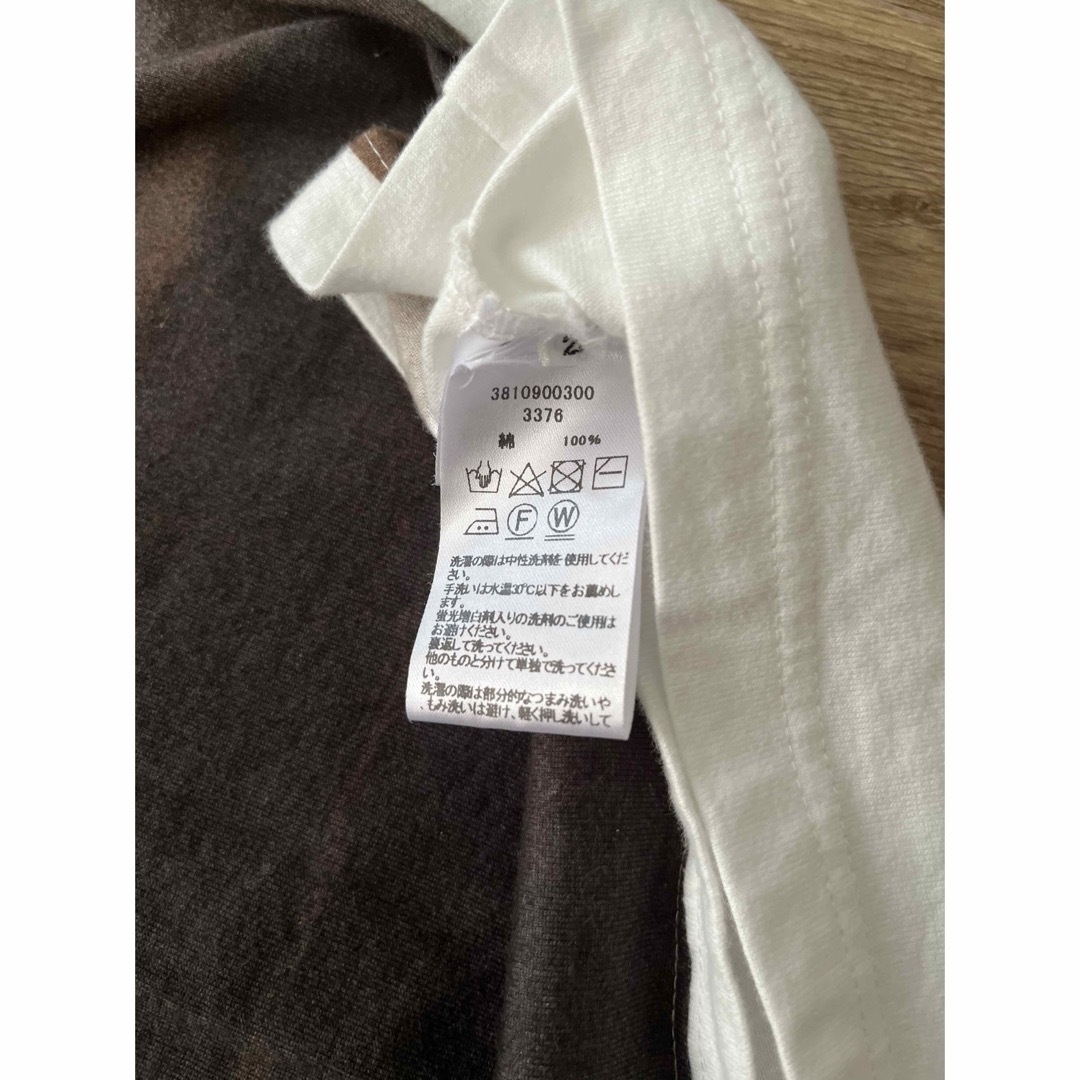 3810900300
3376
綿 100%
F W
洗濯の際は中性洗剤を使用してくだ
さい。
手洗いは水温30℃以下をお薦めし
ます。
蛍光増白剤入りの洗剤のご使用は
お避けください。
裏返して洗ってください。
他のものと分けて単独で洗ってくださ
い。
洗濯の際は部分的なつまみ洗いや
、もみ洗いは避け、軽く押し洗いして